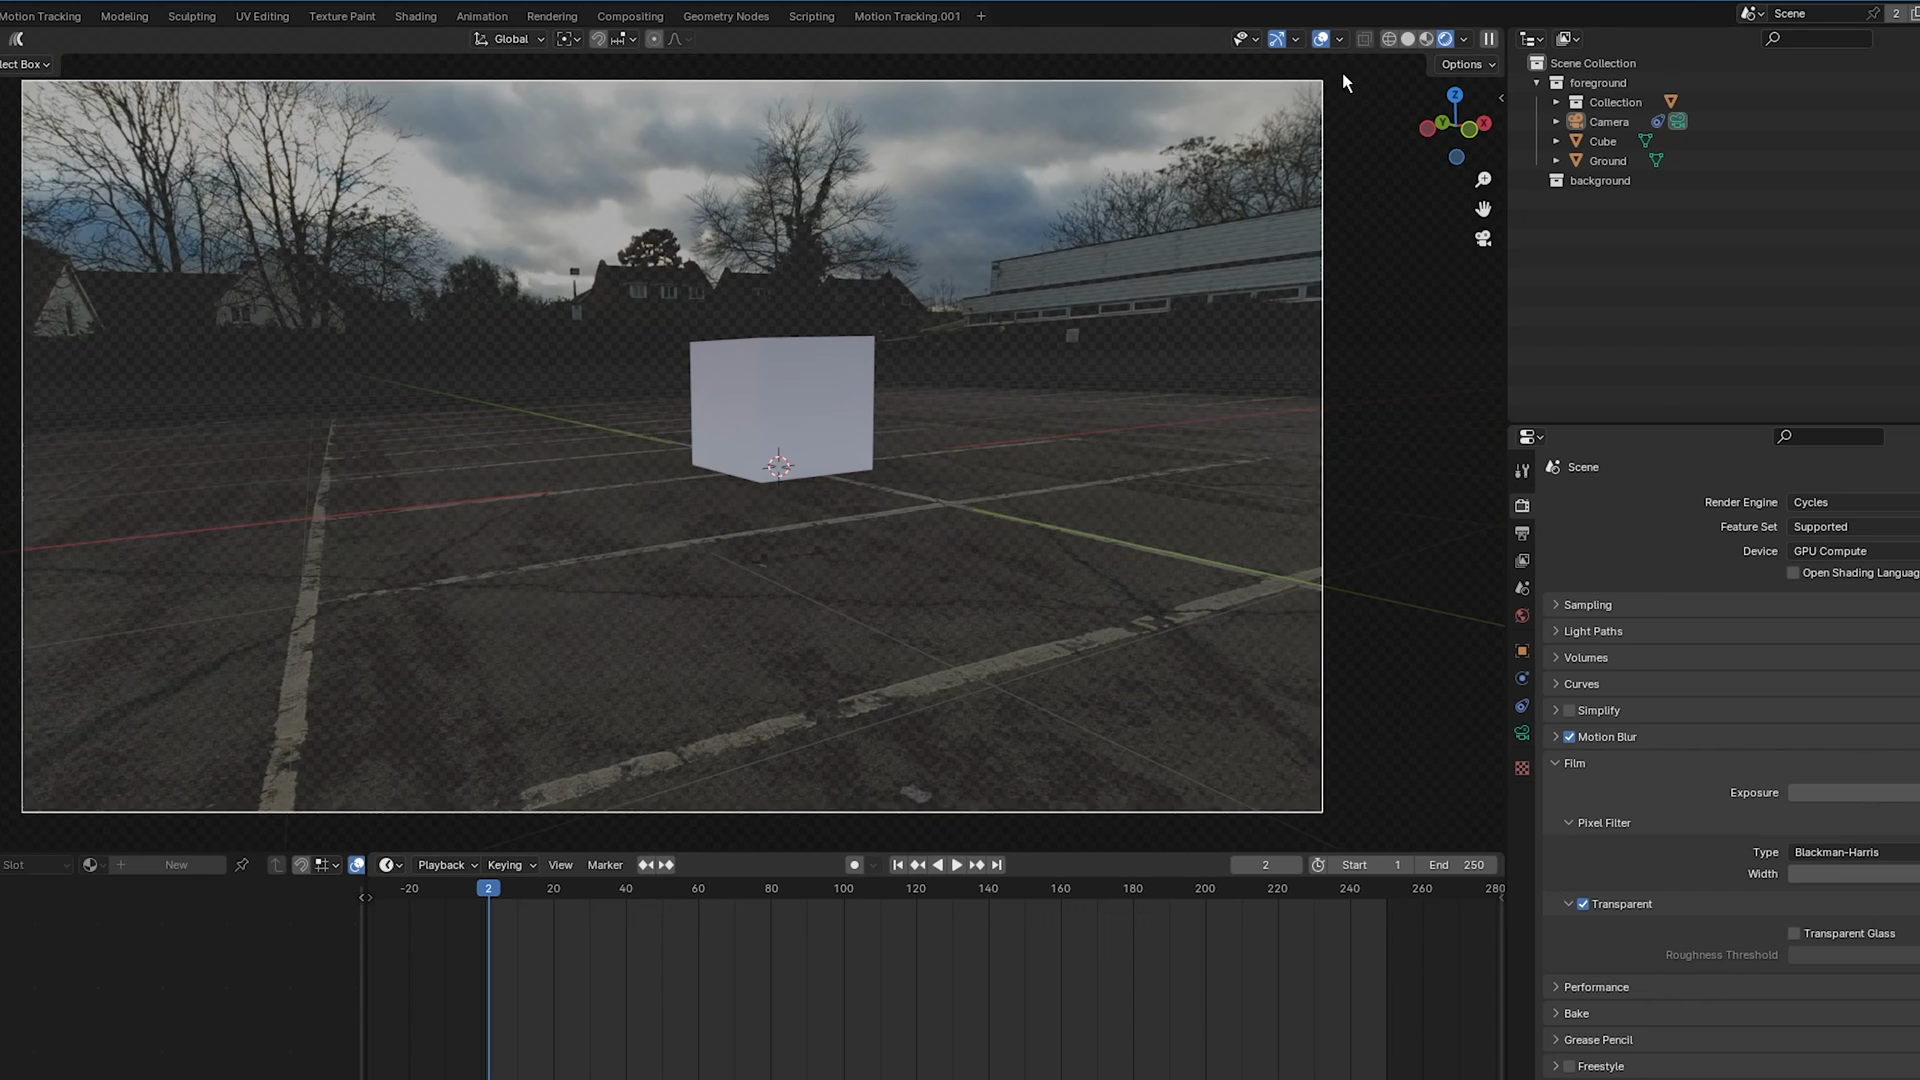 Motion Tracking Modeling Sculpting UV Editing Texture Paint Shading Animation Rendering Compositing Geometry Nodes Scripting Motion Tracking.001 +
Scene 2
Global
lect Box
Options
Z
Y
X
Scene Collection
foreground
Collection
Camera
Cube
Ground
background
Scene
Render Engine Cycles
Feature Set Supported
Device GPU Compute
Open Shading Languag
Sampling
Light Paths
Volumes
Curves
Simplify
Motion Blur
Film
Exposure
Pixel Filter
Type Blackman-Harris
Width
Transparent
Transparent Glass
Roughness Threshold
Performance
Bake
Grease Pencil
Freestyle
Slot + New Playback Keying View Marker 2 Start 1 End 250
-20 2 20 40 60 80 100 120 140 160 180 200 220 240 260 280